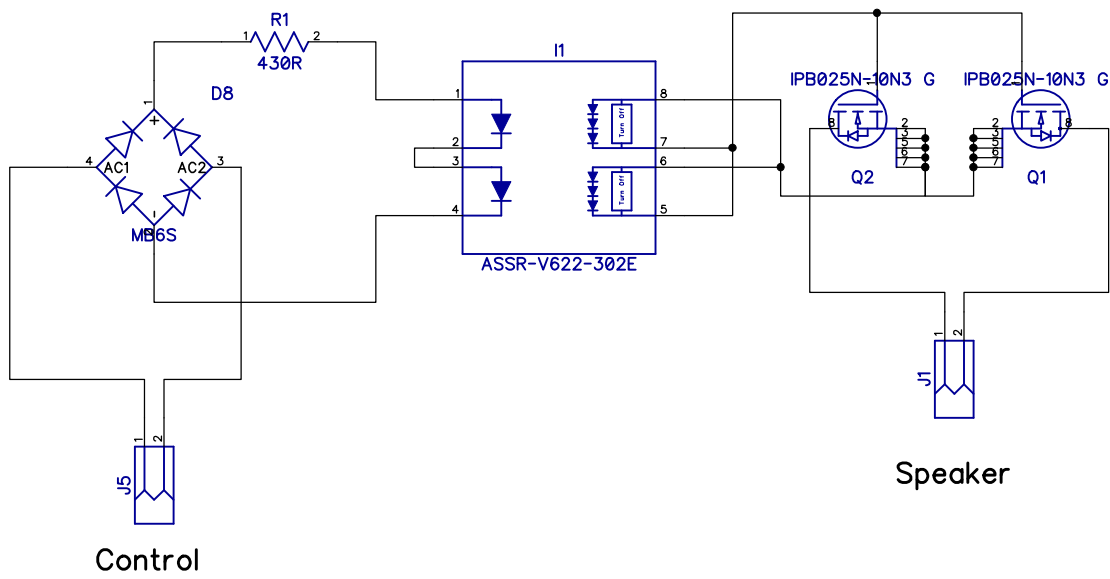 R1
1 2
430R
I1
IPB025N-10N3 G
IPB025N-10N3 G
D8
1
+
4
AC1
AC2
3
-
MB6S
1
2
3
4
8
7
6
5
Turn Off
Turn Off
ASSR-V622-302E
8
2
3
5
6
7
Q2
2
3
5
6
7
8
Q1
1
2
J1
Speaker
1
2
J5
Control